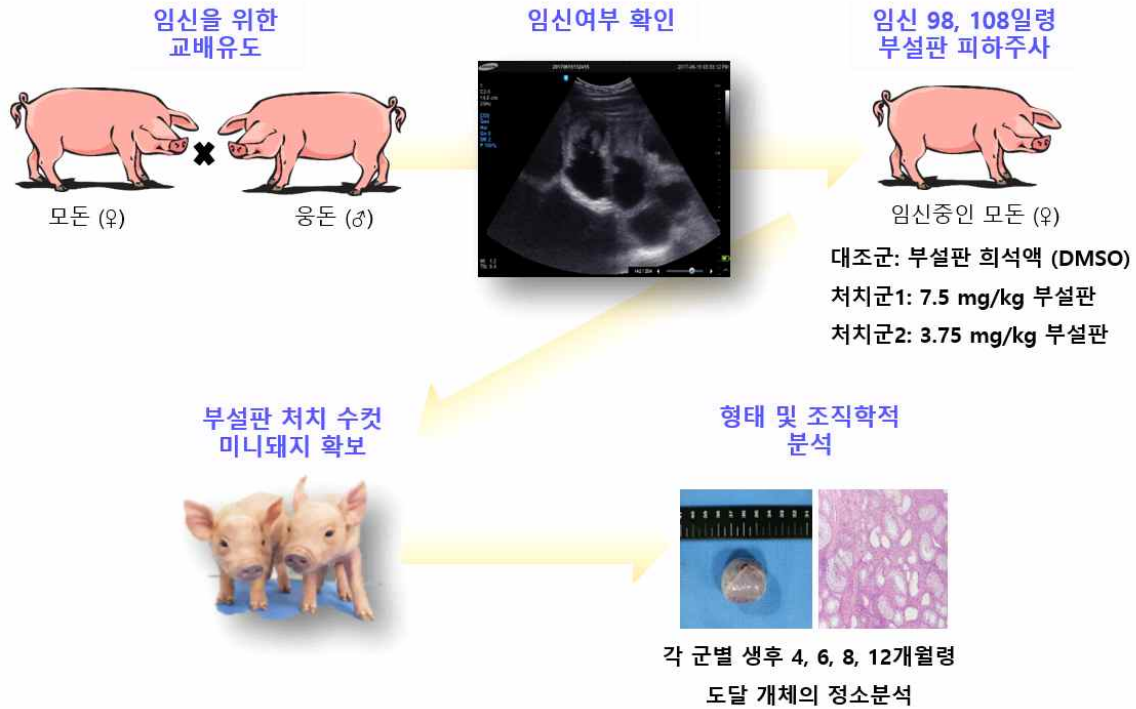 임신을 위한
교배유도
임신여부 확인
임신 98, 108일령
부설판 피하주사
모돈 (♀)
웅돈 (♂)
임신중인 모돈 (♀)
대조군: 부설판 희석액 (DMSO)
처치군1: 7.5 mg/kg 부설판
처치군2: 3.75 mg/kg 부설판
부설판 처치 수컷
미니돼지 확보
형태 및 조직학적
분석
각 군별 생후 4, 6, 8, 12개월령
도달 개체의 정소분석